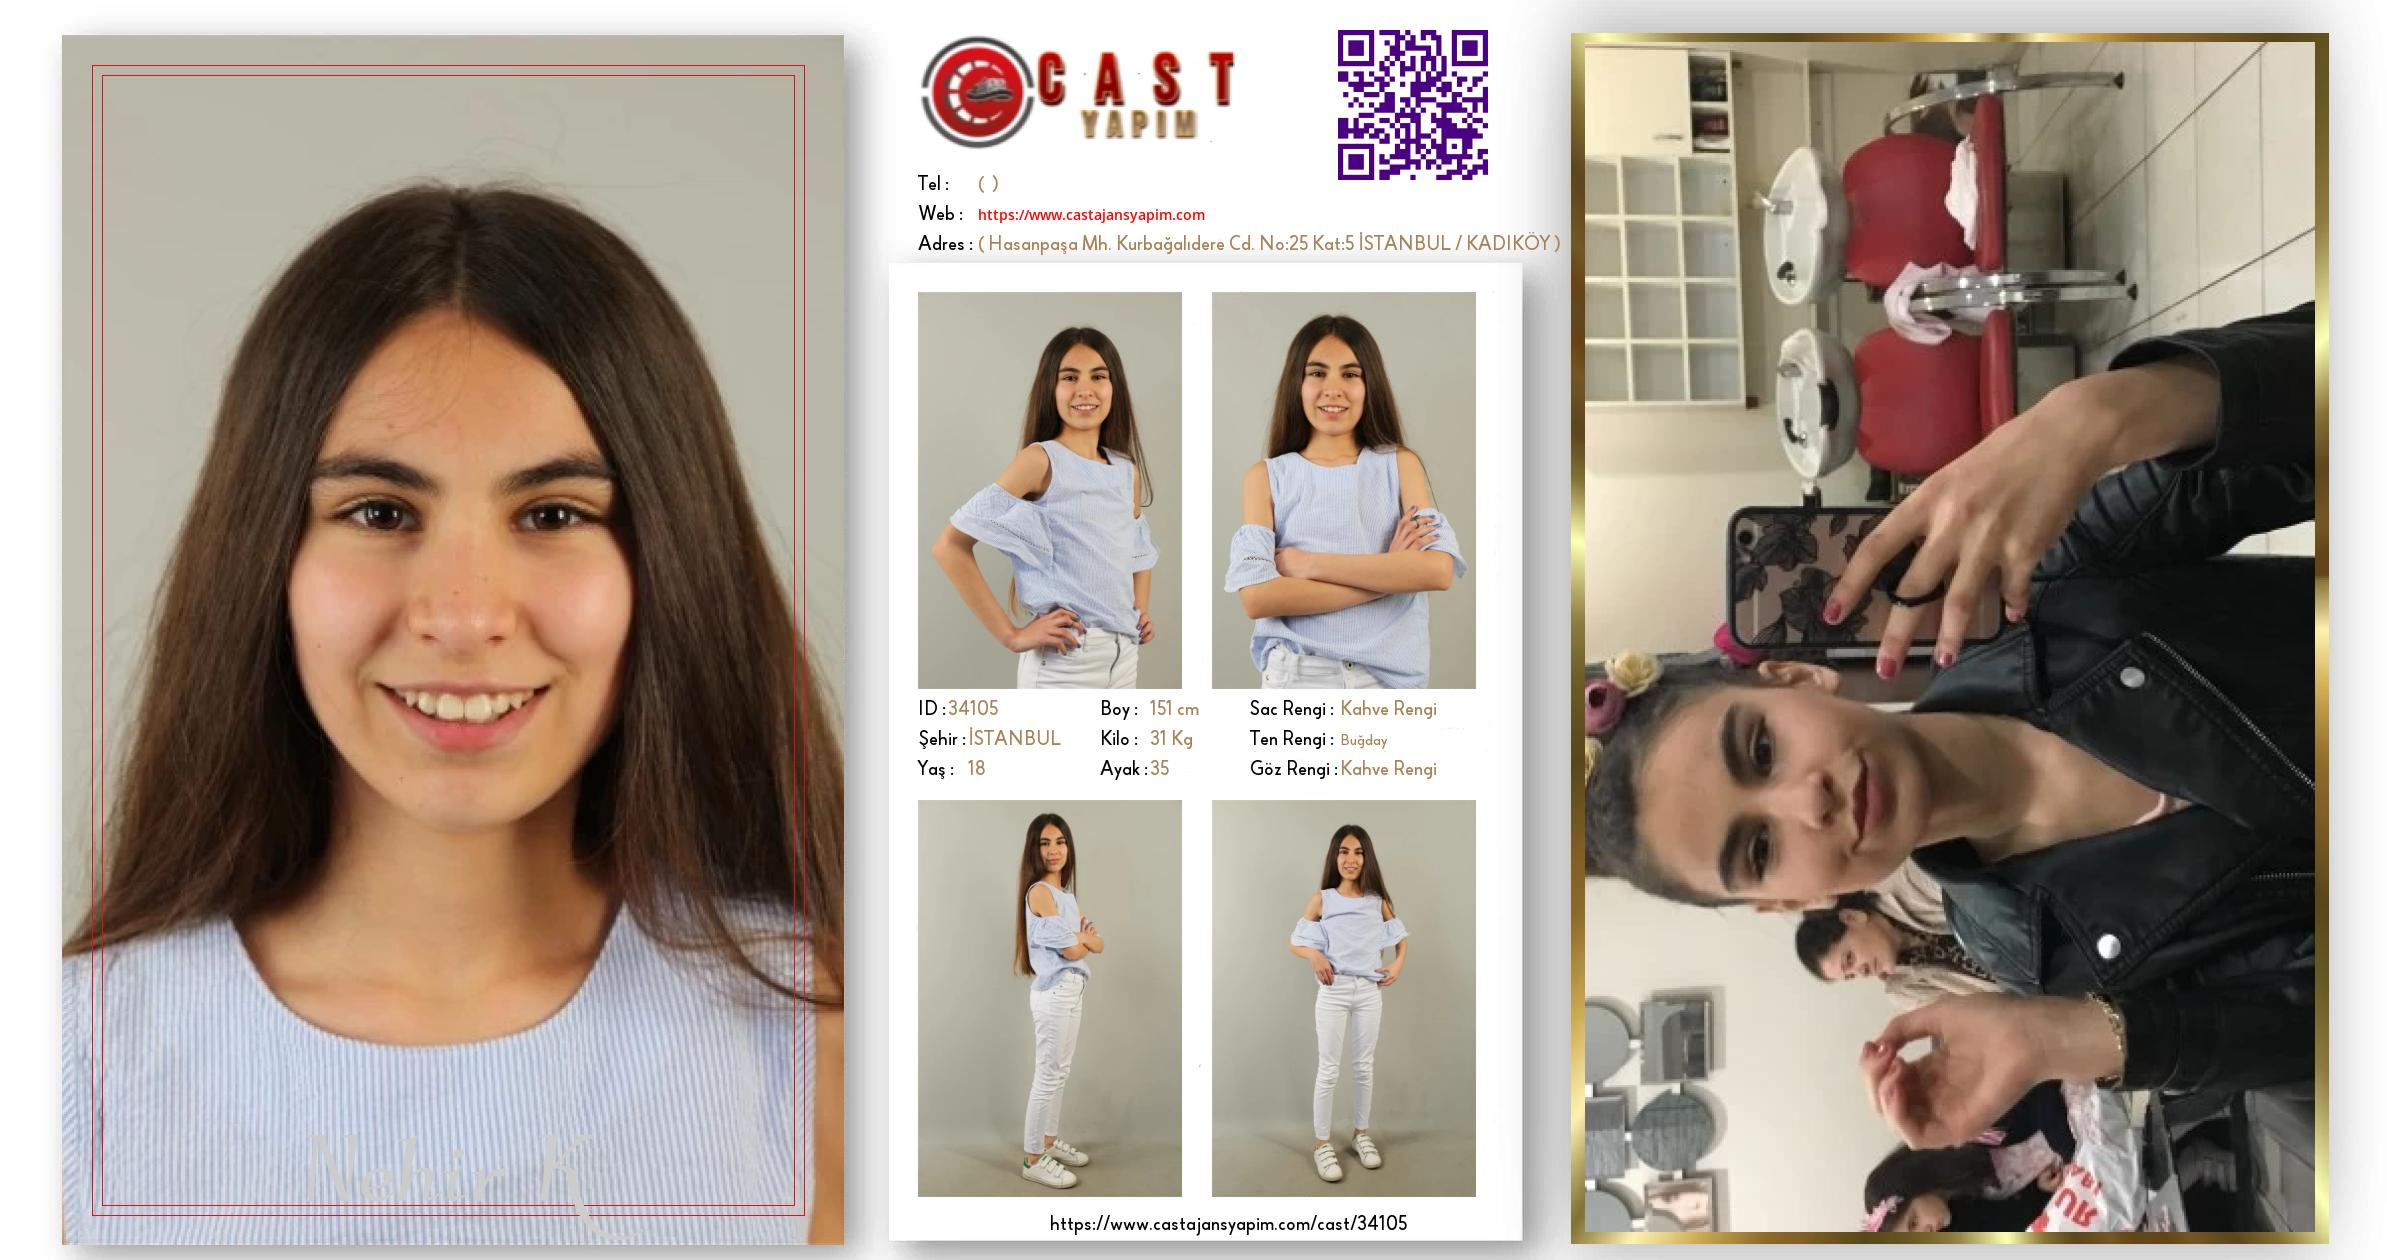 CAST
YAPIM
Tel : ( )
Web : https://www.castajansyapim.com
Adres : ( Hasanpaşa Mh. Kurbağalıdere Cd. No:25 Kat:5 İSTANBUL / KADIKÖY )
ID : 34105 Boy : 151 cm Sac Rengi : Kahve Rengi
Şehir : İSTANBUL Kilo : 31 Kg Ten Rengi : Buğday
Yaş : 18 Ayak : 35 Göz Rengi : Kahve Rengi
Nehir K
https://www.castajansyapim.com/cast/34105